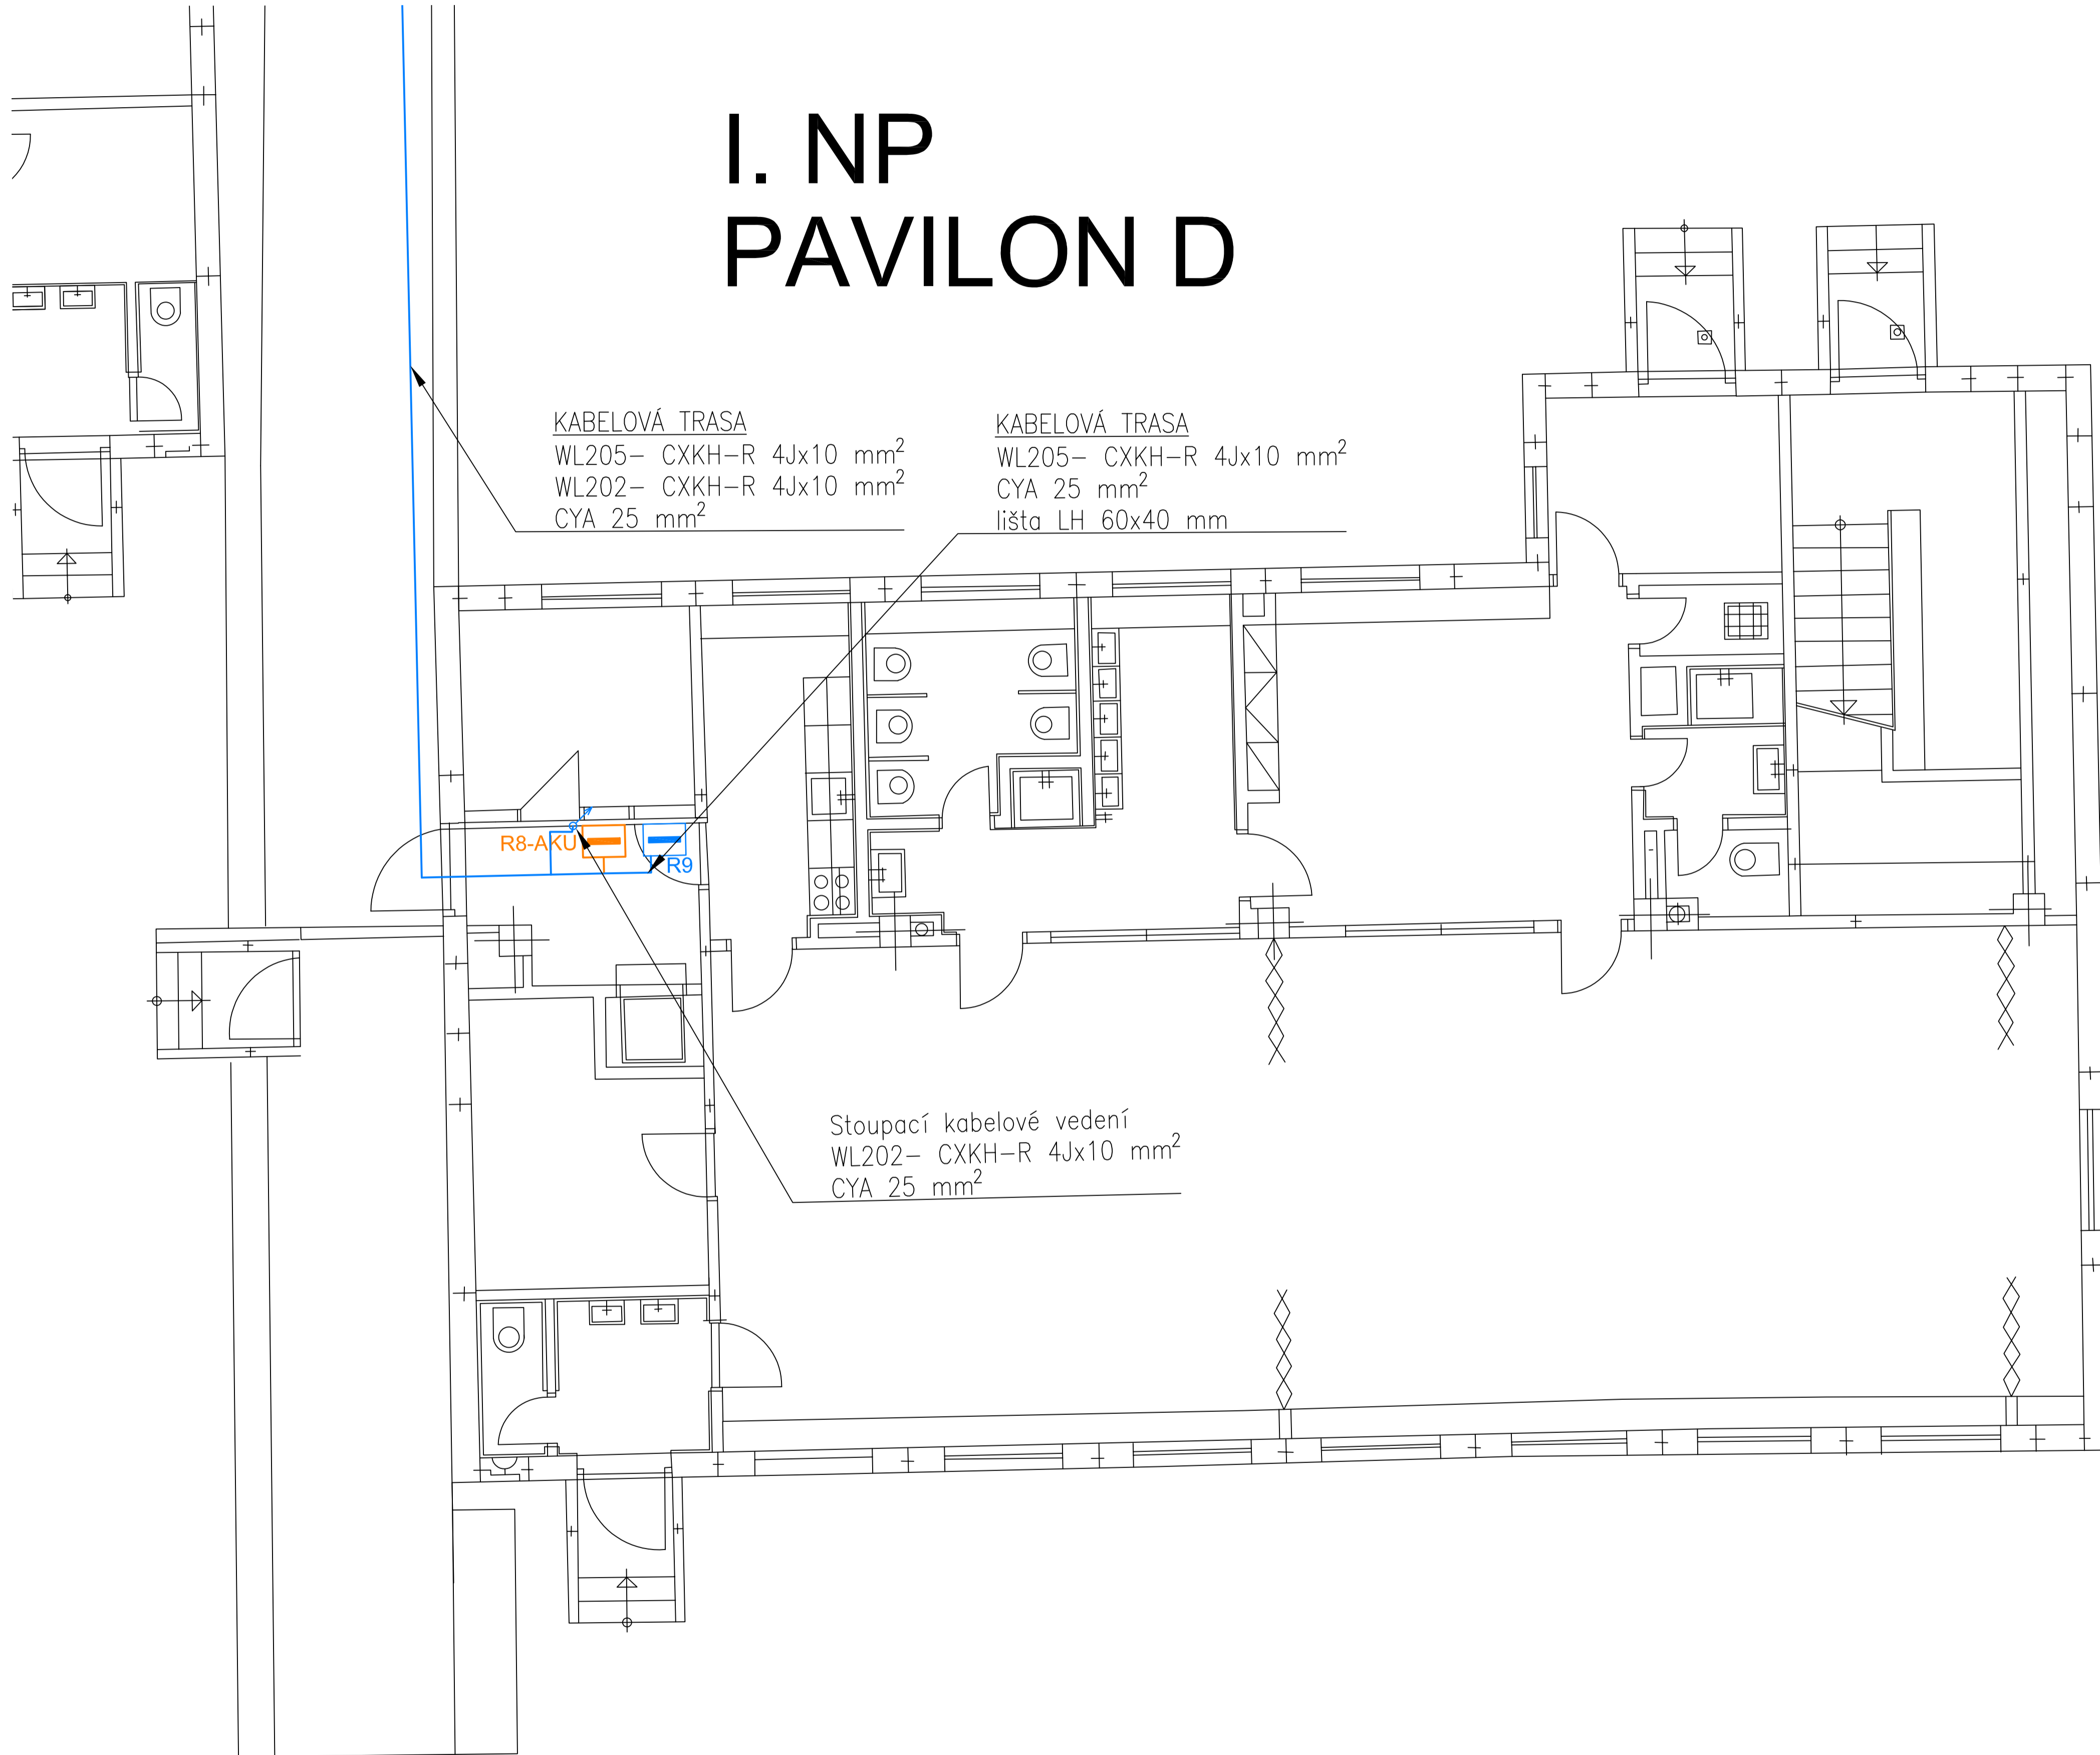 I. NP
PAVILON D
KABELOVÁ TRASA
WL205- CXKH-R 4Jx10 mm²
WL202- CXKH-R 4Jx10 mm²
CYA 25 mm²
KABELOVÁ TRASA
WL205- CXKH-R 4Jx10 mm²
CYA 25 mm²
lišta LH 60x40 mm
R8-AKU
R9
Stoupací kabelové vedení
WL202- CXKH-R 4Jx10 mm²
CYA 25 mm²